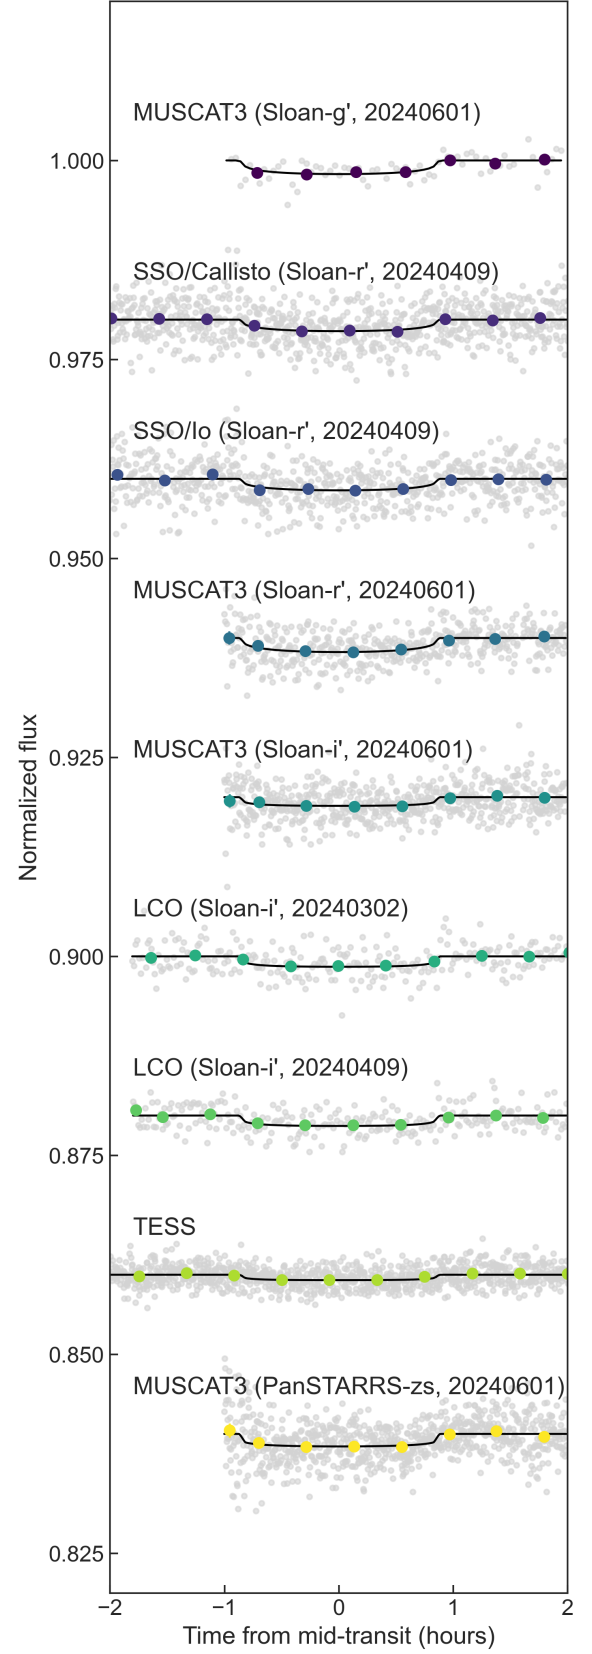 MUSCAT3 (Sloan-g', 20240601)
1.000
SSO/Callisto (Sloan-r', 20240409)
0.975
SSO/Io (Sloan-r', 20240409)
0.950
MUSCAT3 (Sloan-r', 20240601)
Normalized flux
MUSCAT3 (Sloan-i', 20240601)
0.925
LCO (Sloan-i', 20240302)
0.900
LCO (Sloan-i', 20240409)
0.875
TESS
0.850
MUSCAT3 (PanSTARRS-zs, 20240601)
0.825
−2 −1 0 1 2
Time from mid-transit (hours)